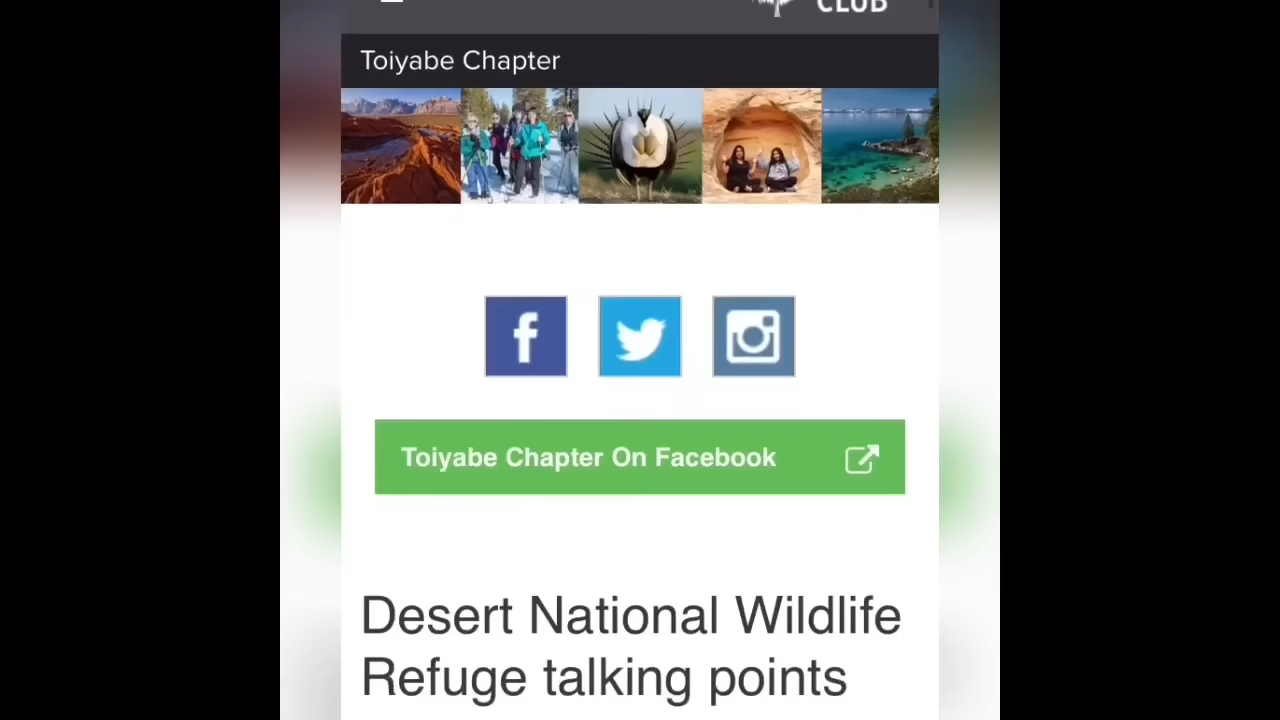 CLUB
Toiyabe Chapter
Toiyabe Chapter On Facebook
Desert National Wildlife
Refuge talking points